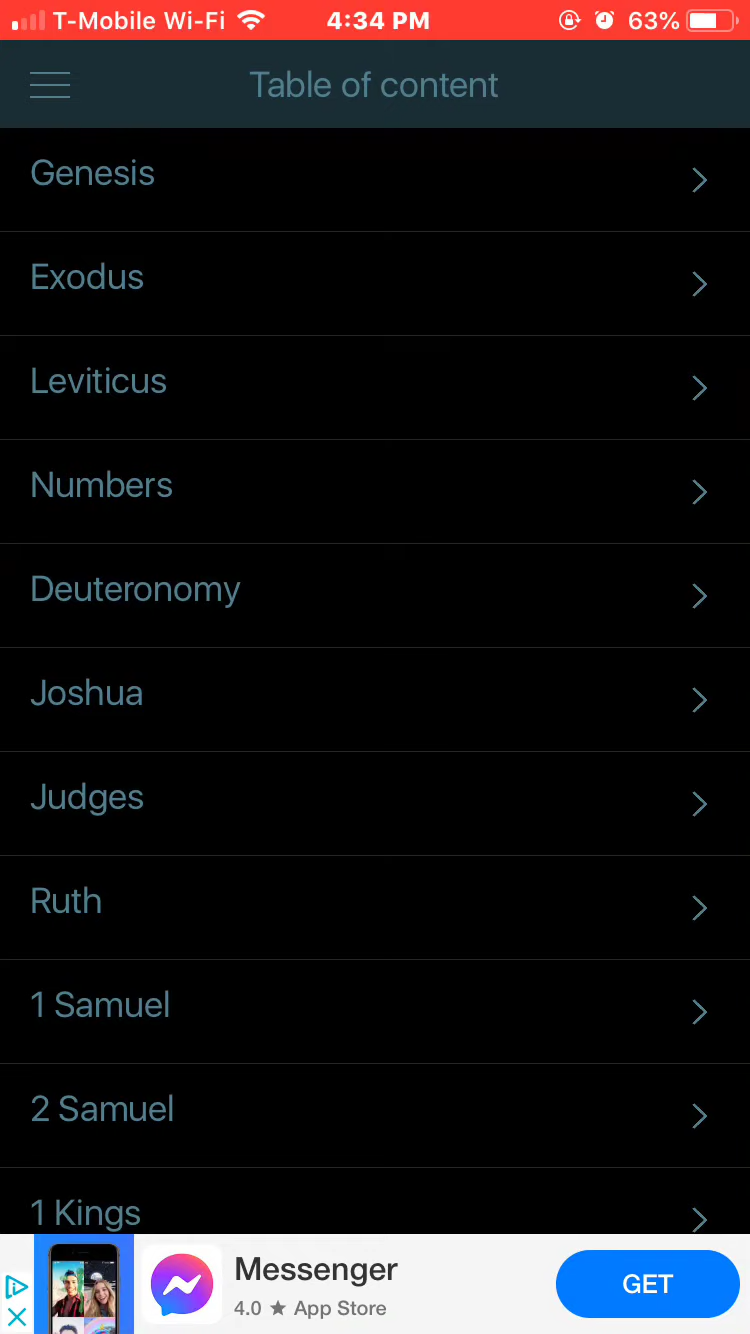 T-Mobile Wi-Fi 4:34 PM 63%
Table of content
Genesis
Exodus
Leviticus
Numbers
Deuteronomy
Joshua
Judges
Ruth
1 Samuel
2 Samuel
1 Kings
Messenger
4.0 ★ App Store
GET